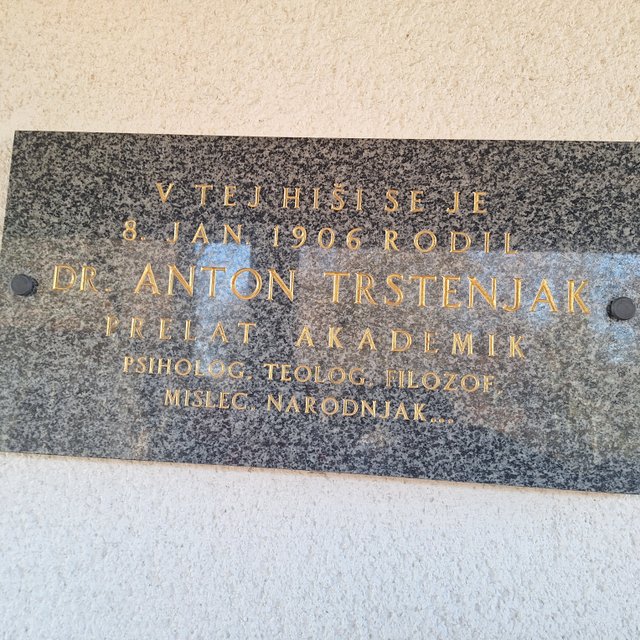 V TEJ HIŠI SE JE
8. JAN 1906 RODIL
DR. ANTON TRSTENJAK
PRELAT AKADEMIK
PSIHOLOG, TEOLOG, FILOZOF
MISLEC, NARODNJAK...